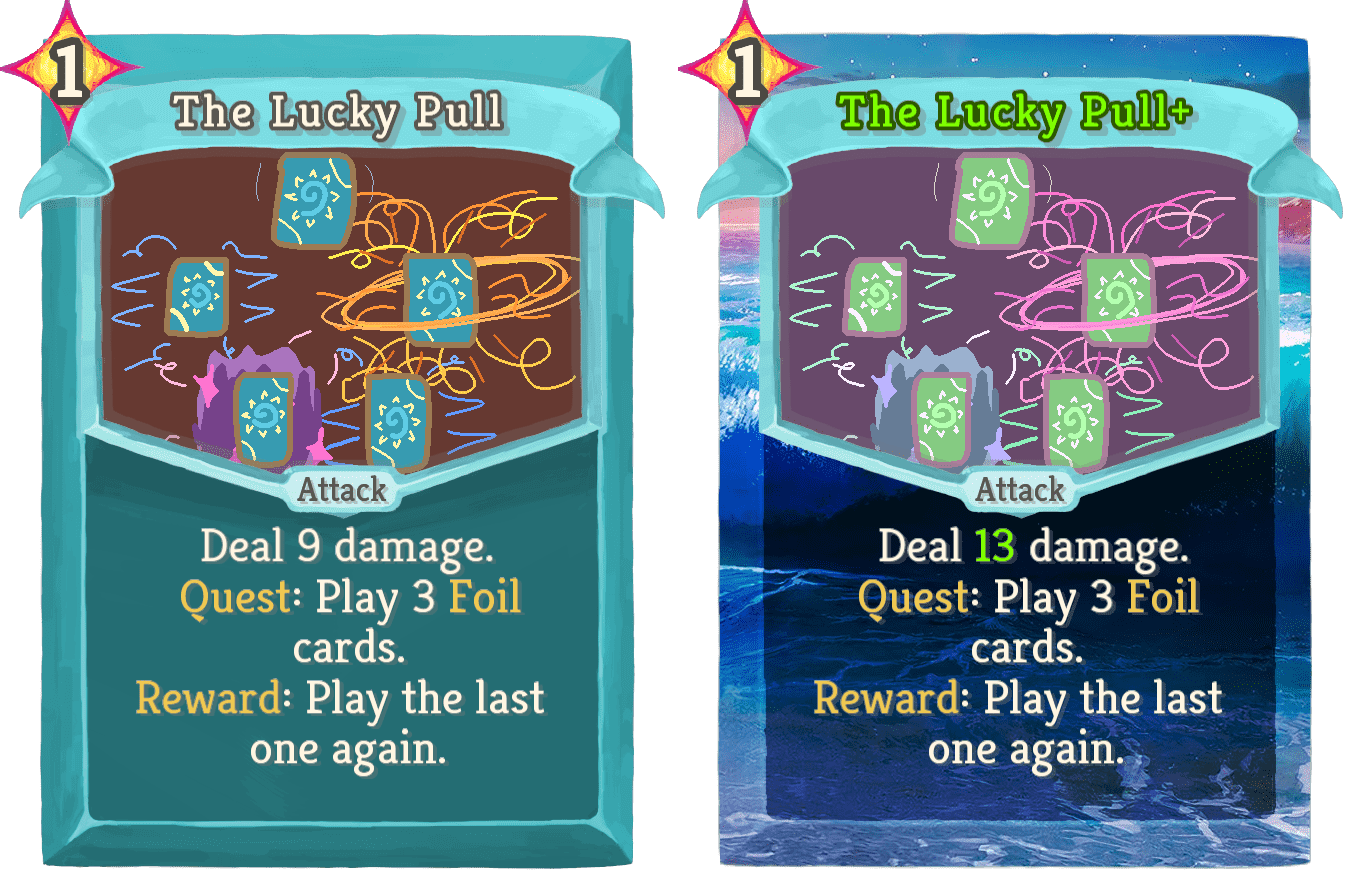 1
The Lucky Pull
Attack
Deal 9 damage.
Quest: Play 3 Foil
cards.
Reward: Play the last
one again.
1
The Lucky Pull+
Attack
Deal 13 damage.
Quest: Play 3 Foil
cards.
Reward: Play the last
one again.